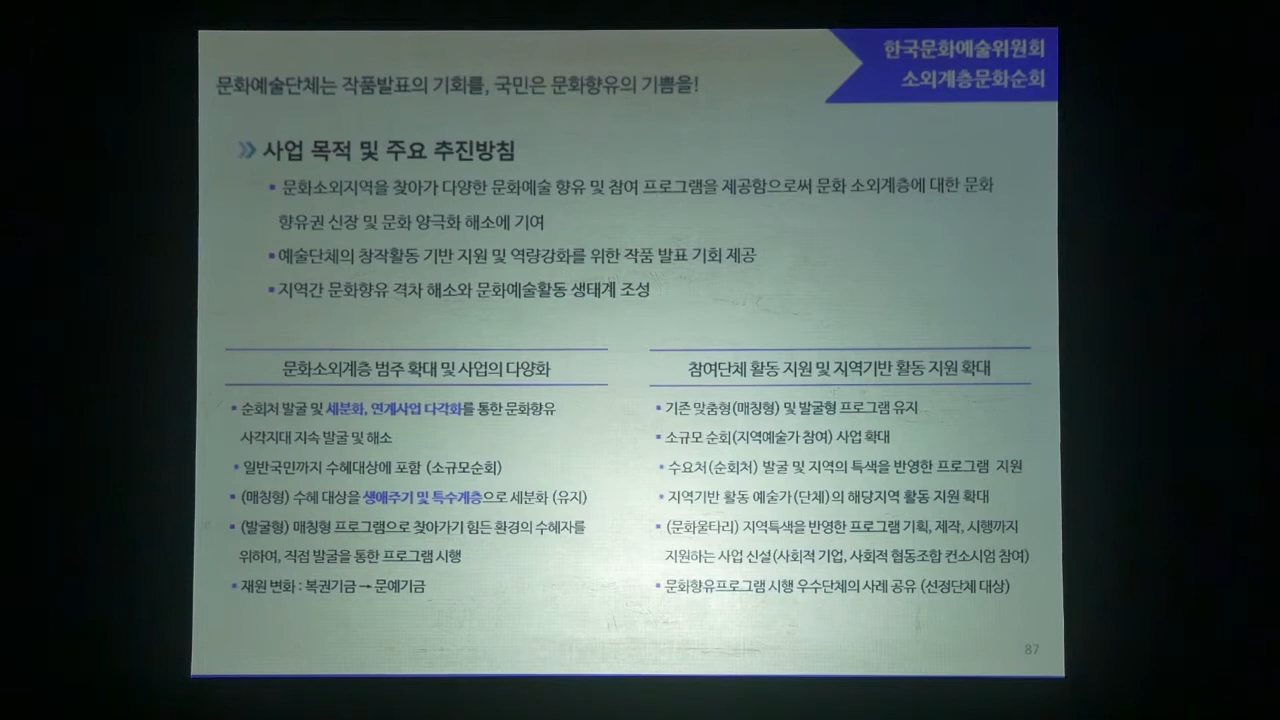 한국문화예술위원회
소외계층문화순회
문화예술단체는 작품발표의 기회를, 국민은 문화향유의 기쁨을!
사업 목적 및 주요 추진방침
▪ 문화소외지역을 찾아가 다양한 문화예술 향유 및 참여 프로그램을 제공함으로써 문화 소외계층에 대한 문화
향유권 신장 및 문화 양극화 해소에 기여
▪ 예술단체의 창작활동 기반 지원 및 역량강화를 위한 작품 발표 기회 제공
▪ 지역간 문화향유 격차 해소와 문화예술활동 생태계 조성
문화소외계층 범주 확대 및 사업의 다양화
▪ 순회처 발굴 및 세분화, 연계사업 다각화를 통한 문화향유
사각지대 지속 발굴 및 해소
▪ 일반국민까지 수혜대상에 포함 (소규모순회)
▪ (매칭형) 수혜 대상을 생애주기 및 특수계층으로 세분화 (유지)
▪ (발굴형) 매칭형 프로그램으로 찾아가기 힘든 환경의 수혜자를
위하여, 직접 발굴을 통한 프로그램 시행
▪ 재원 변화 : 복권기금 → 문예기금
참여단체 활동 지원 및 지역기반 활동 지원 확대
▪ 기존 맞춤형(매칭형) 및 발굴형 프로그램 유지
▪ 소규모 순회(지역예술가 참여) 사업 확대
▪ 수요처(순회처) 발굴 및 지역의 특색을 반영한 프로그램 지원
▪ 지역기반 활동 예술가(단체)의 해당지역 활동 지원 확대
▪ (문화울타리) 지역특색을 반영한 프로그램 기획, 제작, 시행까지
지원하는 사업 신설(사회적 기업, 사회적 협동조합 컨소시엄 참여)
▪ 문화향유프로그램 시행 우수단체의 사례 공유 (선정단체 대상)
87